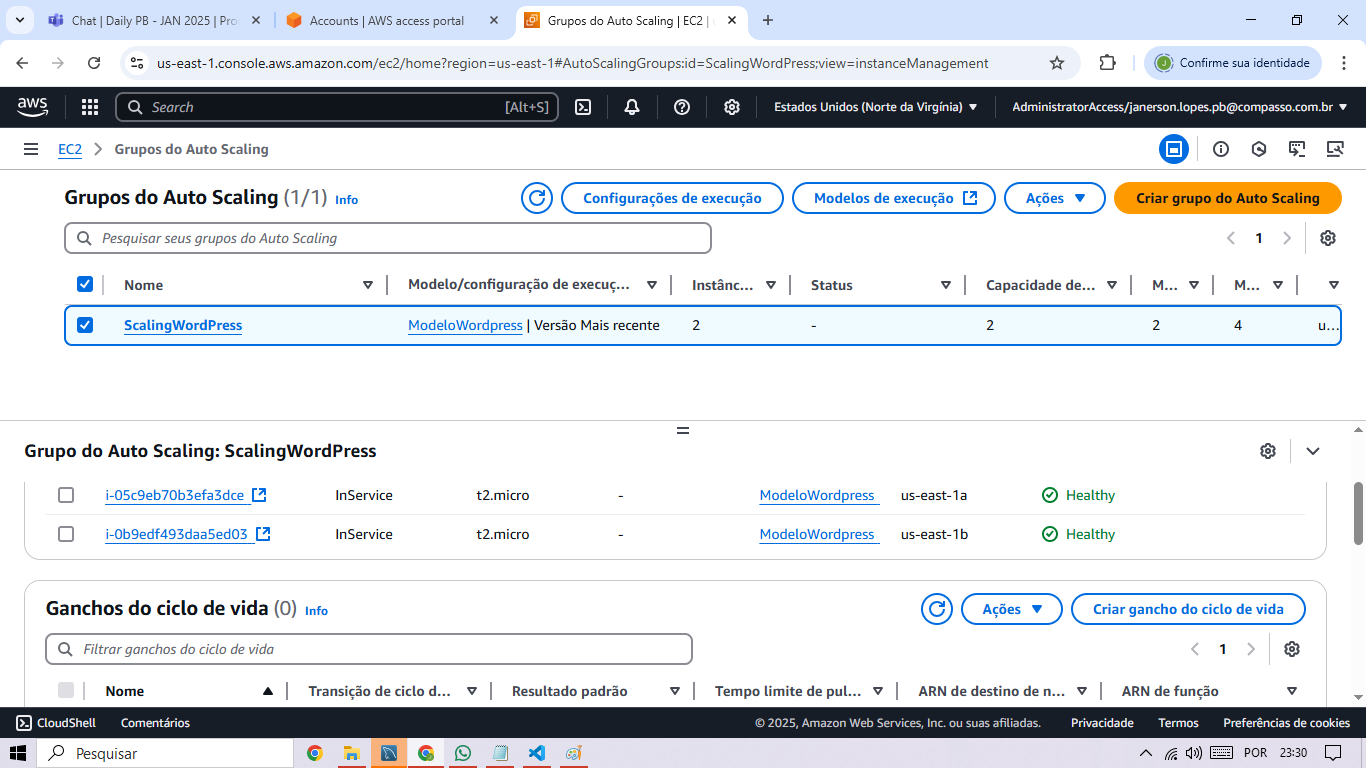 Chat | Daily PB - JAN 2025 | Pro
Accounts | AWS access portal
Grupos do Auto Scaling | EC2 | u
us-east-1.console.aws.amazon.com/ec2/home?region=us-east-1#AutoScalingGroups:id=ScalingWordPress;view=instanceManagement
J
Confirme sua identidade
aws
Search [Alt+S]
Estados Unidos (Norte da Virgínia)
AdministratorAccess/janerson.lopes.pb@compasso.com.br
EC2 Grupos do Auto Scaling
Grupos do Auto Scaling (1/1) Info
Configurações de execução
Modelos de execução
Ações
Criar grupo do Auto Scaling
Pesquisar seus grupos do Auto Scaling
1
Nome Modelo/configuração de execuç... Instânc... Status Capacidade de... M... M...
ScalingWordPress ModeloWordpress | Versão Mais recente 2 - 2 2 4 u...
Grupo do Auto Scaling: ScalingWordPress
i-05c9eb70b3efa3dce InService t2.micro - ModeloWordpress us-east-1a Healthy
i-0b9edf493daa5ed03 InService t2.micro - ModeloWordpress us-east-1b Healthy
Ganchos do ciclo de vida (0) Info
Ações
Criar gancho do ciclo de vida
Filtrar ganchos do ciclo de vida
1
Nome Transição de ciclo d... Resultado padrão Tempo limite de pul... ARN de destino de n... ARN de função
CloudShell Comentários © 2025, Amazon Web Services, Inc. ou suas afiliadas. Privacidade Termos Preferências de cookies
Pesquisar
POR 23:30